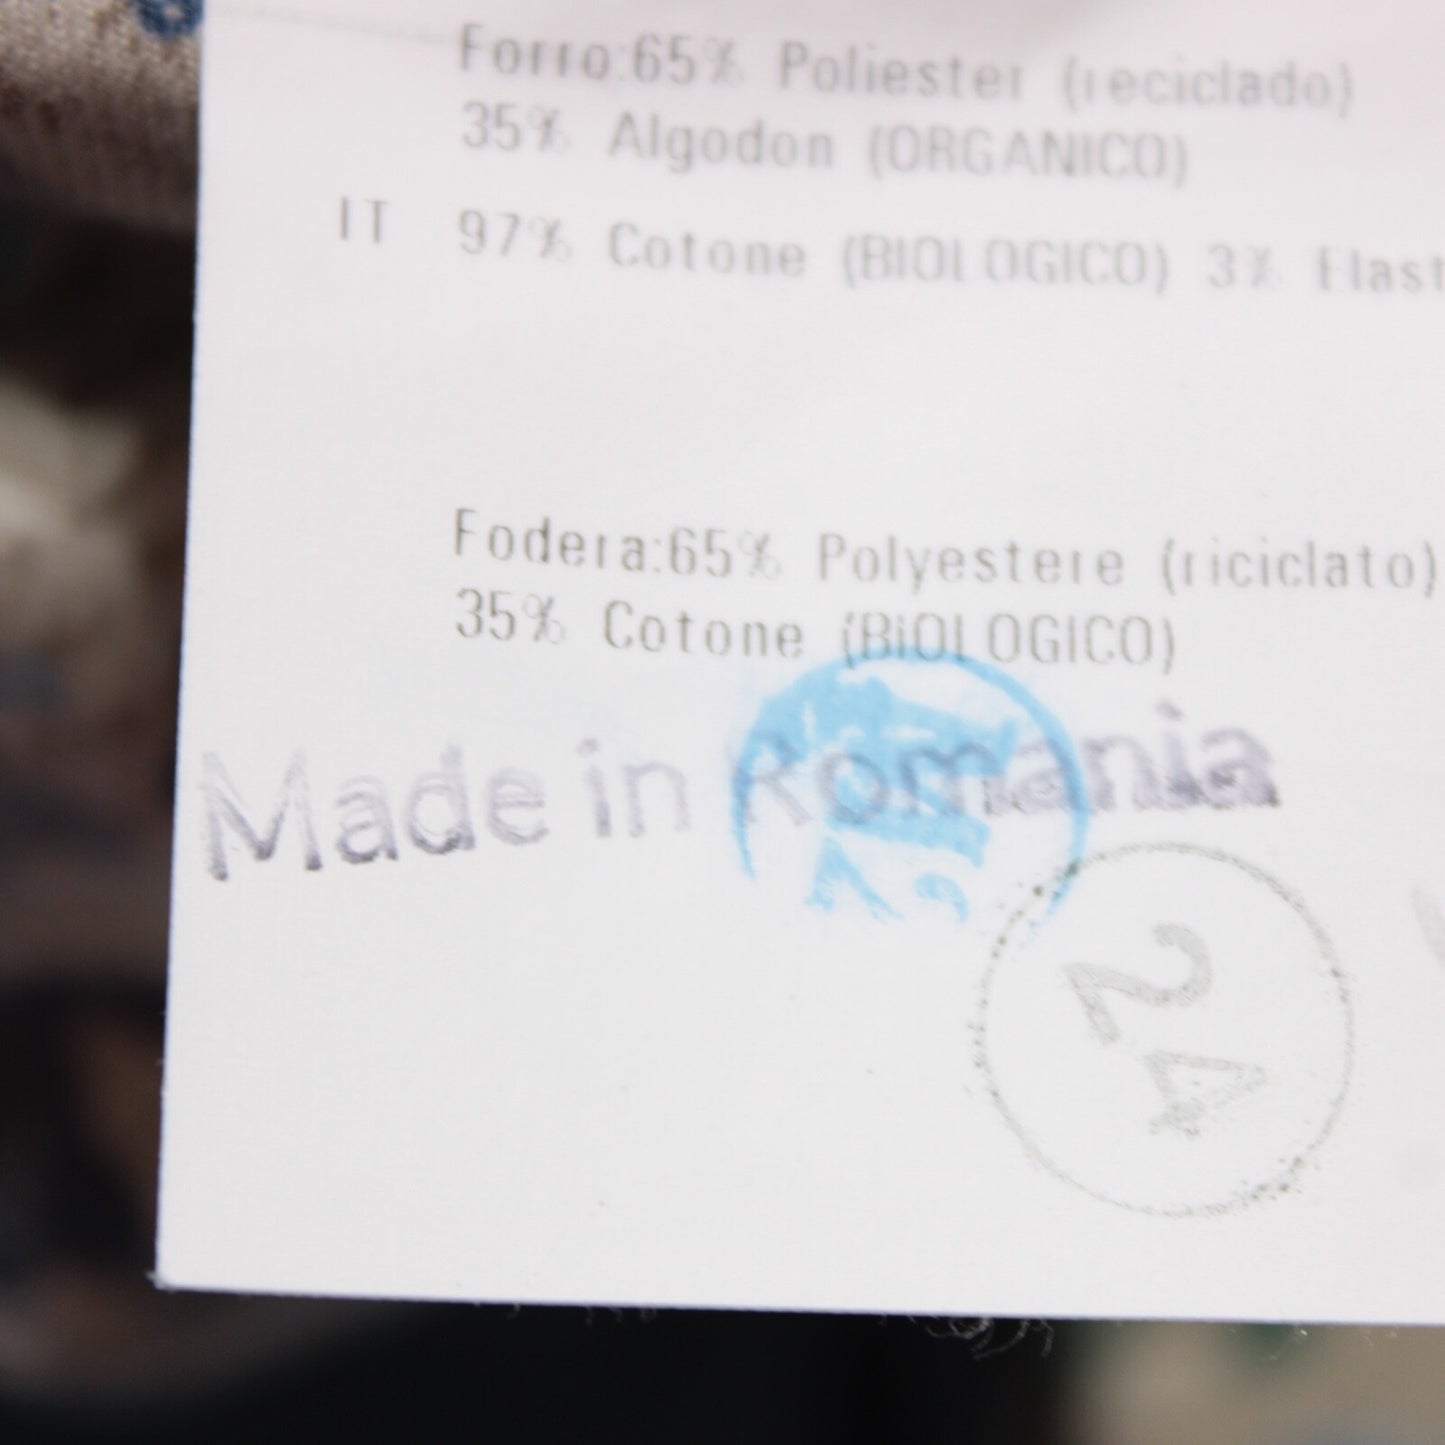 Forro:65% Poliester (reciclado)
35% Algodon (ORGANICO)
IT 97% Cotone (BIOLOGICO) 3% Elast
Fodera:65% Polyestere (riciclato)
35% Cotone (BIOLOGICO)
Made in Romania
24